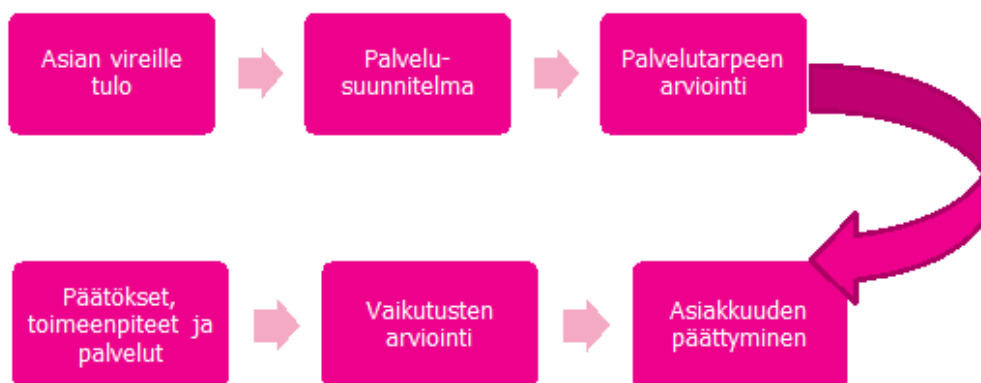 Asian vireille
tulo
Palvelu-
suunnitelma
Palvelutarpeen
arviointi
Päätökset,
toimeenpiteet ja
palvelut
Vaikutusten
arviointi
Asiakkuuden
päättyminen